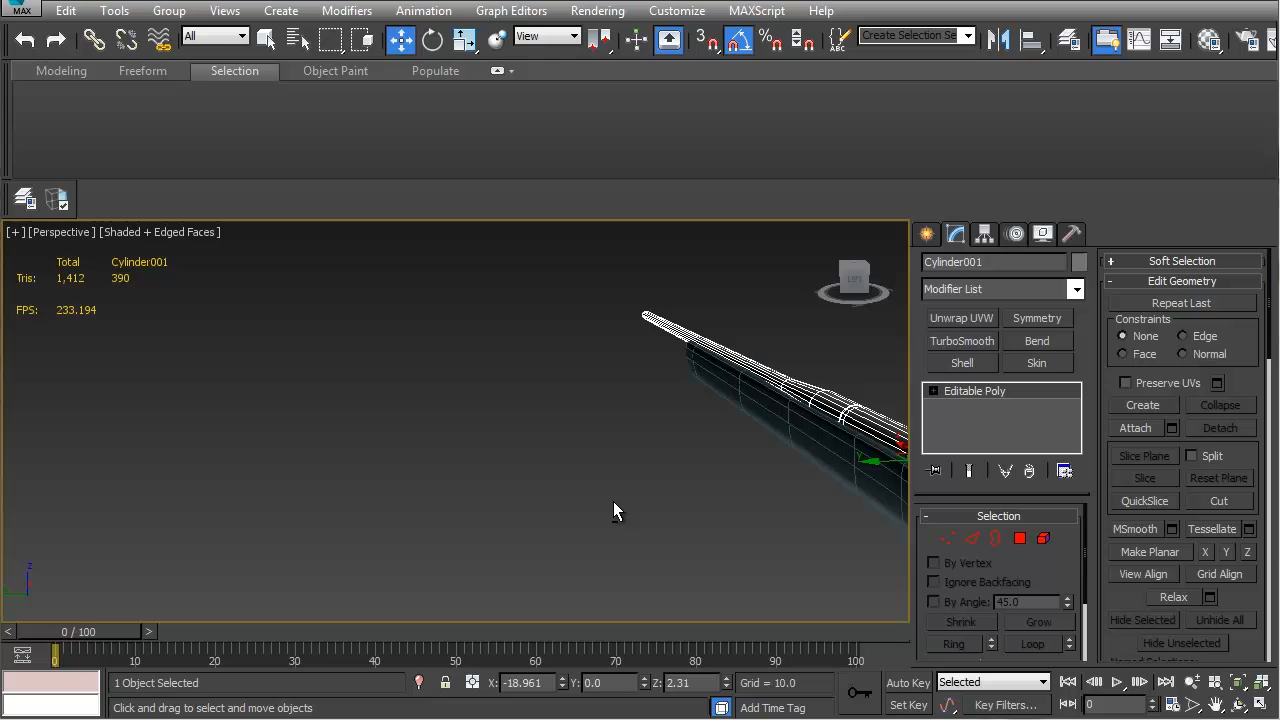 MAX Edit Tools Group Views Create Modifiers Animation Graph Editors Rendering Customize MAXScript Help
All View ABC Create Selection Se
Modeling Freeform Selection Object Paint Populate
[+] [Perspective ] [Shaded + Edged Faces ]
Total Cylinder001
Tris: 1,412 390
FPS: 233.194
LEFT
Y
z
Cylinder001
Modifier List
Unwrap UVW Symmetry
TurboSmooth Bend
Shell Skin
Editable Poly
- Selection
By Vertex
Ignore Backfacing
By Angle: 45.0
Shrink Grow
Ring Loop
+ Soft Selection
- Edit Geometry
Repeat Last
Constraints
None Edge
Face Normal
Preserve UVs
Create Collapse
Attach Detach
Slice Plane Split
Slice Reset Plane
QuickSlice Cut
MSmooth Tessellate
Make Planar X Y Z
View Align Grid Align
Relax
Hide Selected Unhide All
Hide Unselected
< 0 / 100 >
0 10 20 30 40 50 60 70 80 90 100
1 Object Selected X: -18.961 Y: 0.0 Z: 2.31 Grid = 10.0 Auto Key Selected
Click and drag to select and move objects Add Time Tag Set Key Key Filters... 0